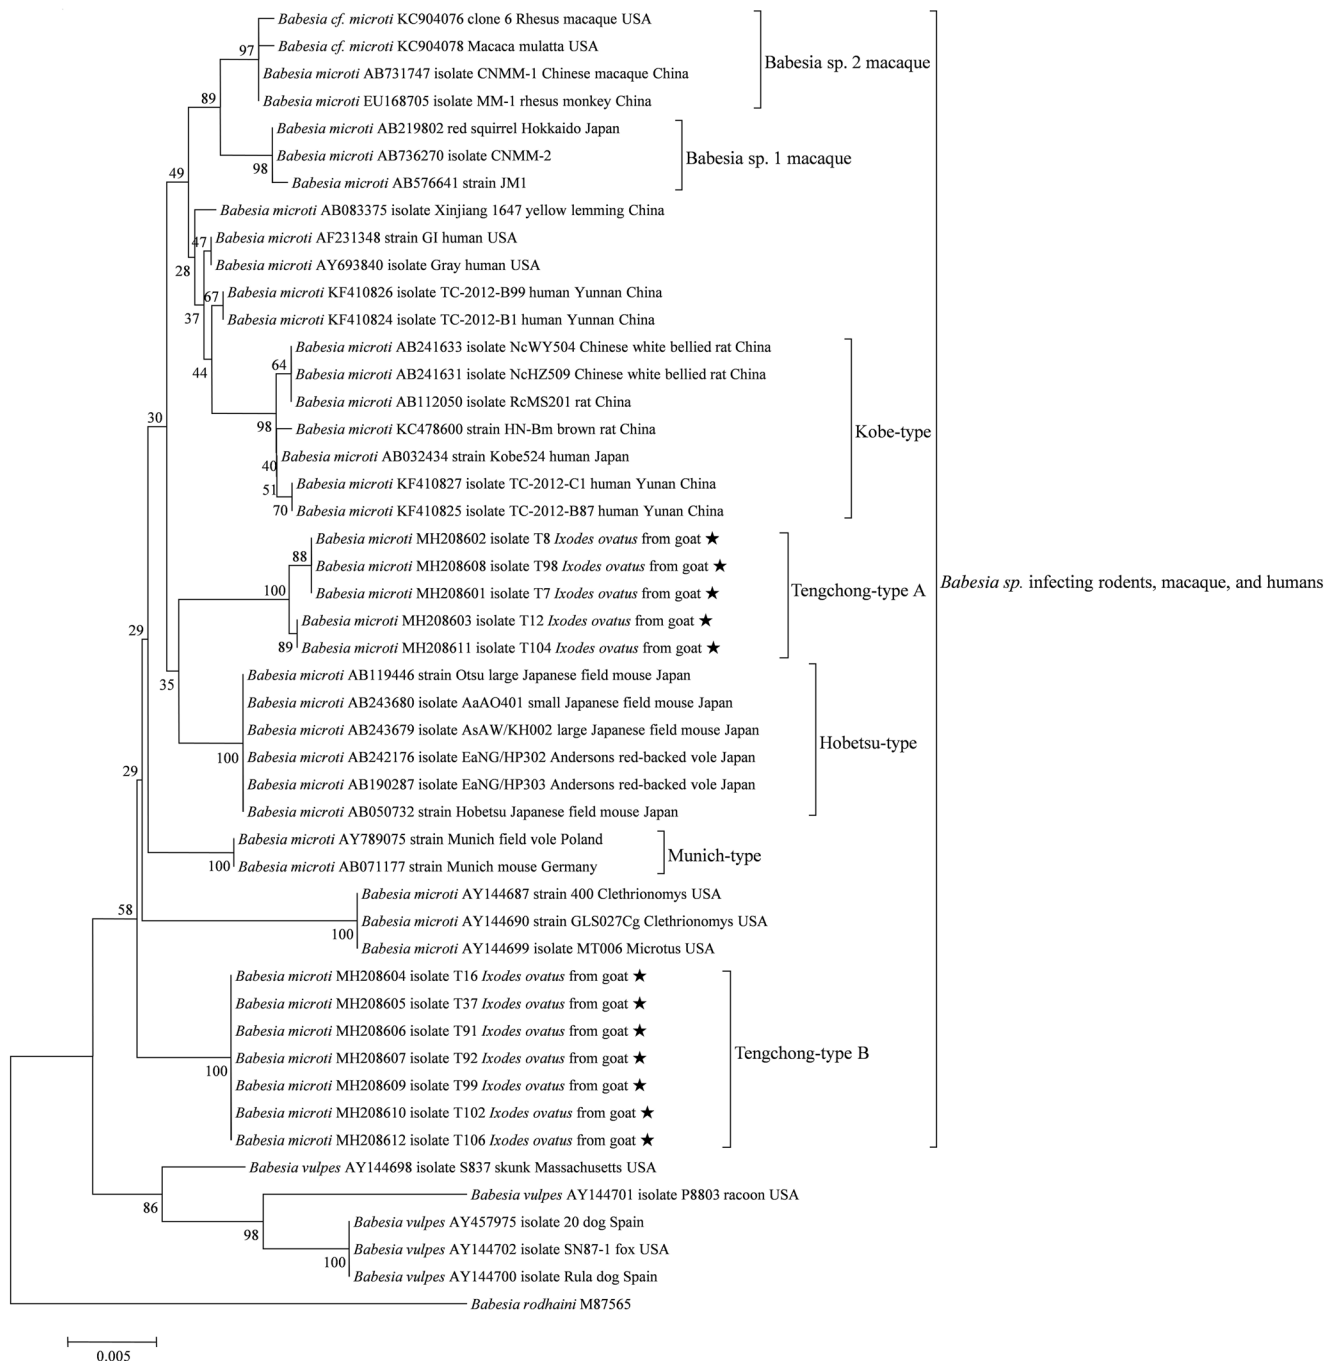 Babesia cf. microti KC904076 clone 6 Rhesus macaque USA
97
Babesia cf. microti KC904078 Macaca mulatta USA
Babesia sp. 2 macaque
Babesia microti AB731747 isolate CNMM-1 Chinese macaque China
89
Babesia microti EU168705 isolate MM-1 rhesus monkey China
Babesia microti AB219802 red squirrel Hokkaido Japan
Babesia microti AB736270 isolate CNMM-2
Babesia sp. 1 macaque
98
49
Babesia microti AB576641 strain JM1
Babesia microti AB083375 isolate Xinjiang 1647 yellow lemming China
47
Babesia microti AF231348 strain GI human USA
28
Babesia microti AY693840 isolate Gray human USA
67
Babesia microti KF410826 isolate TC-2012-B99 human Yunnan China
37
Babesia microti KF410824 isolate TC-2012-B1 human Yunnan China
Babesia microti AB241633 isolate NcWY504 Chinese white bellied rat China
64
44
Babesia microti AB241631 isolate NcHZ509 Chinese white bellied rat China
Babesia microti AB112050 isolate RcMS201 rat China
30
98
Babesia microti KC478600 strain HN-Bm brown rat China
Kobe-type
Babesia microti AB032434 strain Kobe524 human Japan
40
Babesia microti KF410827 isolate TC-2012-C1 human Yunan China
51
70
Babesia microti KF410825 isolate TC-2012-B87 human Yunan China
Babesia microti MH208602 isolate T8 Ixodes ovatus from goat ★
88
Babesia microti MH208608 isolate T98 Ixodes ovatus from goat ★
100
Babesia microti MH208601 isolate T7 Ixodes ovatus from goat ★
Tengchong-type A
Babesia sp. infecting rodents, macaque, and humans
Babesia microti MH208603 isolate T12 Ixodes ovatus from goat ★
29
89
Babesia microti MH208611 isolate T104 Ixodes ovatus from goat ★
Babesia microti AB119446 strain Otsu large Japanese field mouse Japan
35
Babesia microti AB243680 isolate AaAO401 small Japanese field mouse Japan
Babesia microti AB243679 isolate AsAW/KH002 large Japanese field mouse Japan
Hobetsu-type
100
Babesia microti AB242176 isolate EaNG/HP302 Andersons red-backed vole Japan
29
Babesia microti AB190287 isolate EaNG/HP303 Andersons red-backed vole Japan
Babesia microti AB050732 strain Hobetsu Japanese field mouse Japan
Babesia microti AY789075 strain Munich field vole Poland
Munich-type
100
Babesia microti AB071177 strain Munich mouse Germany
Babesia microti AY144687 strain 400 Clethrionomys USA
58
Babesia microti AY144690 strain GLS027Cg Clethrionomys USA
100
Babesia microti AY144699 isolate MT006 Microtus USA
Babesia microti MH208604 isolate T16 Ixodes ovatus from goat ★
Babesia microti MH208605 isolate T37 Ixodes ovatus from goat ★
Babesia microti MH208606 isolate T91 Ixodes ovatus from goat ★
Tengchong-type B
Babesia microti MH208607 isolate T92 Ixodes ovatus from goat ★
100
Babesia microti MH208609 isolate T99 Ixodes ovatus from goat ★
Babesia microti MH208610 isolate T102 Ixodes ovatus from goat ★
Babesia microti MH208612 isolate T106 Ixodes ovatus from goat ★
Babesia vulpes AY144698 isolate S837 skunk Massachusetts USA
86
Babesia vulpes AY144701 isolate P8803 racoon USA
Babesia vulpes AY457975 isolate 20 dog Spain
98
Babesia vulpes AY144702 isolate SN87-1 fox USA
100
Babesia vulpes AY144700 isolate Rula dog Spain
Babesia rodhaini M87565
0.005